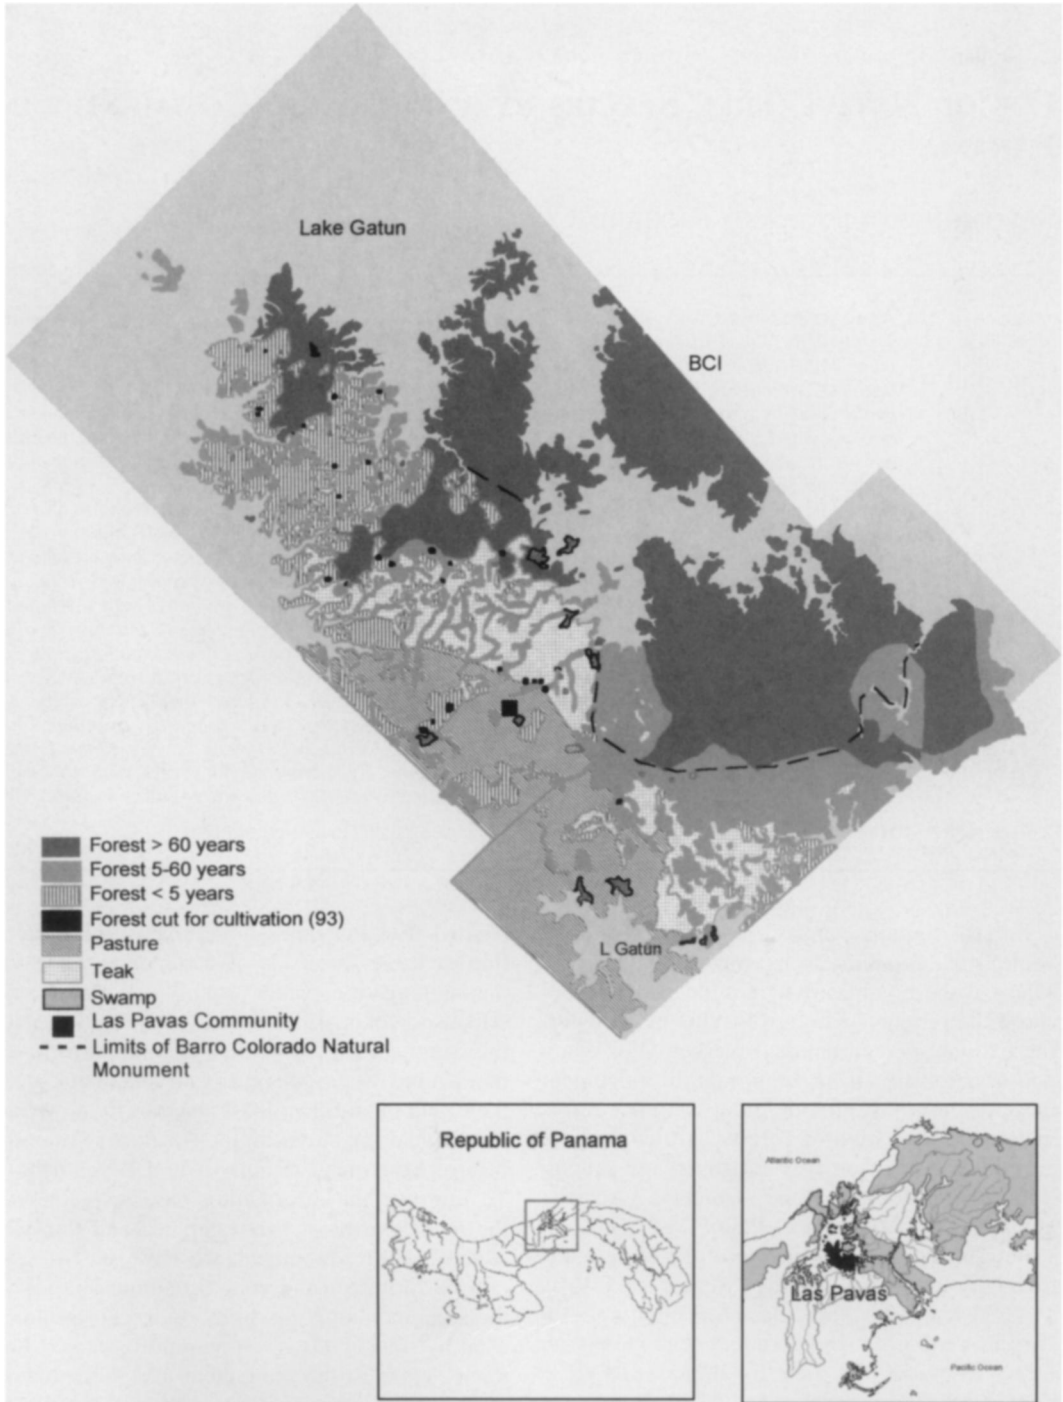 Lake Gatun
BCI
Forest > 60 years
Forest 5-60 years
Forest < 5 years
Forest cut for cultivation (93)
Pasture
Teak
Swamp
Las Pavas Community
Limits of Barro Colorado Natural
Monument
L Gatun
Republic of Panama
Atlantic Ocean
Las Pavas
Pacific Ocean